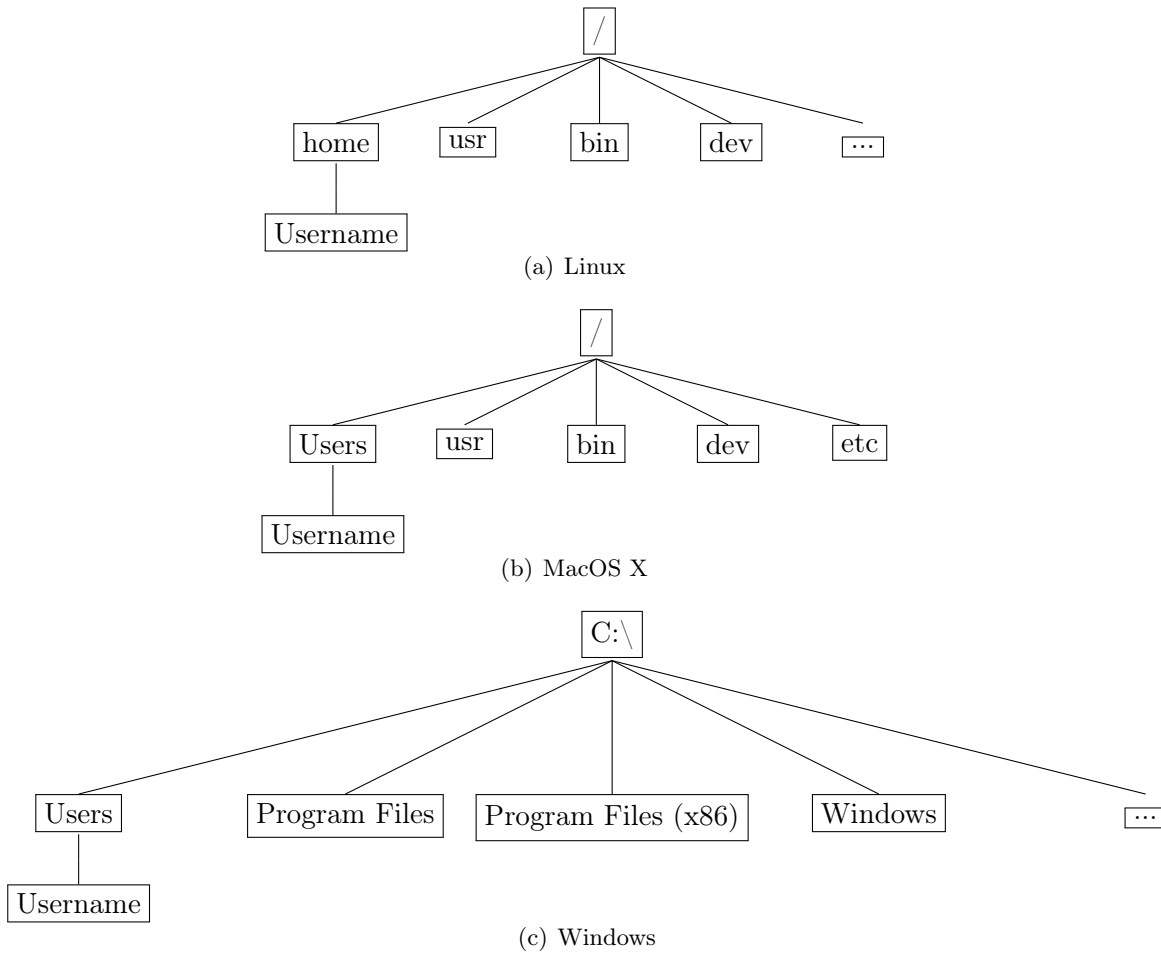 /
home usr bin dev ...
Username
(a) Linux
/
Users usr bin dev etc
Username
(b) MacOS X
C:\
Users Program Files Program Files (x86) Windows ...
Username
(c) Windows